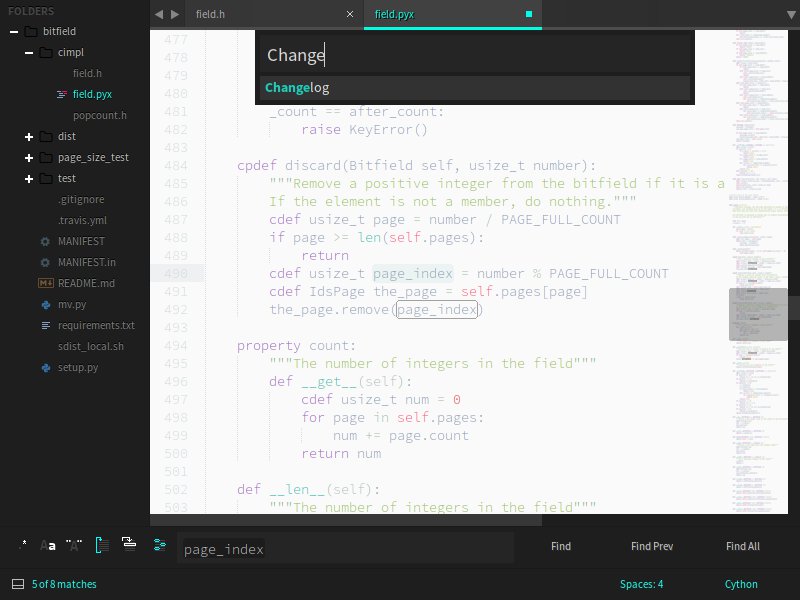 FOLDERS
bitfield
cimpl
field.h
field.pyx
popcount.h
dist
page_size_test
test
.gitignore
.travis.yml
MANIFEST
MANIFEST.in
README.md
mv.py
requirements.txt
sdist_local.sh
setup.py
field.h
field.pyx
Change
Changelog
477
478
479
480
481 _count == after_count:
482 raise KeyError()
483
484 cpdef discard(Bitfield self, usize_t number):
485 """Remove a positive integer from the bitfield if it is a
486 If the element is not a member, do nothing."""
487 cdef usize_t page = number / PAGE_FULL_COUNT
488 if page >= len(self.pages):
489 return
490 cdef usize_t page_index = number % PAGE_FULL_COUNT
491 cdef IdsPage the_page = self.pages[page]
492 the_page.remove(page_index)
493
494 property count:
495 """The number of integers in the field"""
496 def __get__(self):
497 cdef usize_t num = 0
498 for page in self.pages:
499 num += page.count
500 return num
501
502 def __len__(self):
503 """The number of integers in the field"""
.* Aa "A" page_index Find Find Prev Find All
5 of 8 matches Spaces: 4 Cython